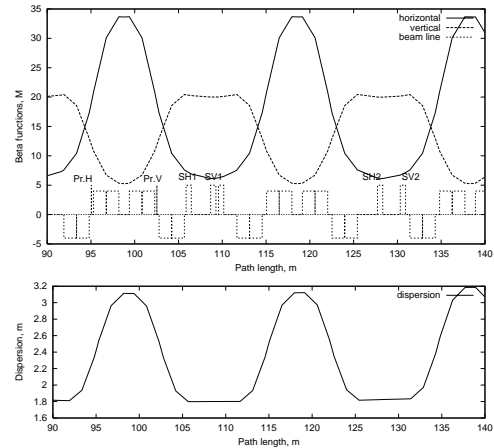 horizontal
vertical
beam line
Beta functions, M
40
35
30
25
20
15
10
5
0
-5
Pr.H
Pr.V
SH1
SV1
SH2
SV2
90 95 100 105 110 115 120 125 130 135 140
Path length, m
dispersion
Dispersion, m
3.2
3
2.8
2.6
2.4
2.2
2
1.8
1.6
90 95 100 105 110 115 120 125 130 135 140
Path length, m